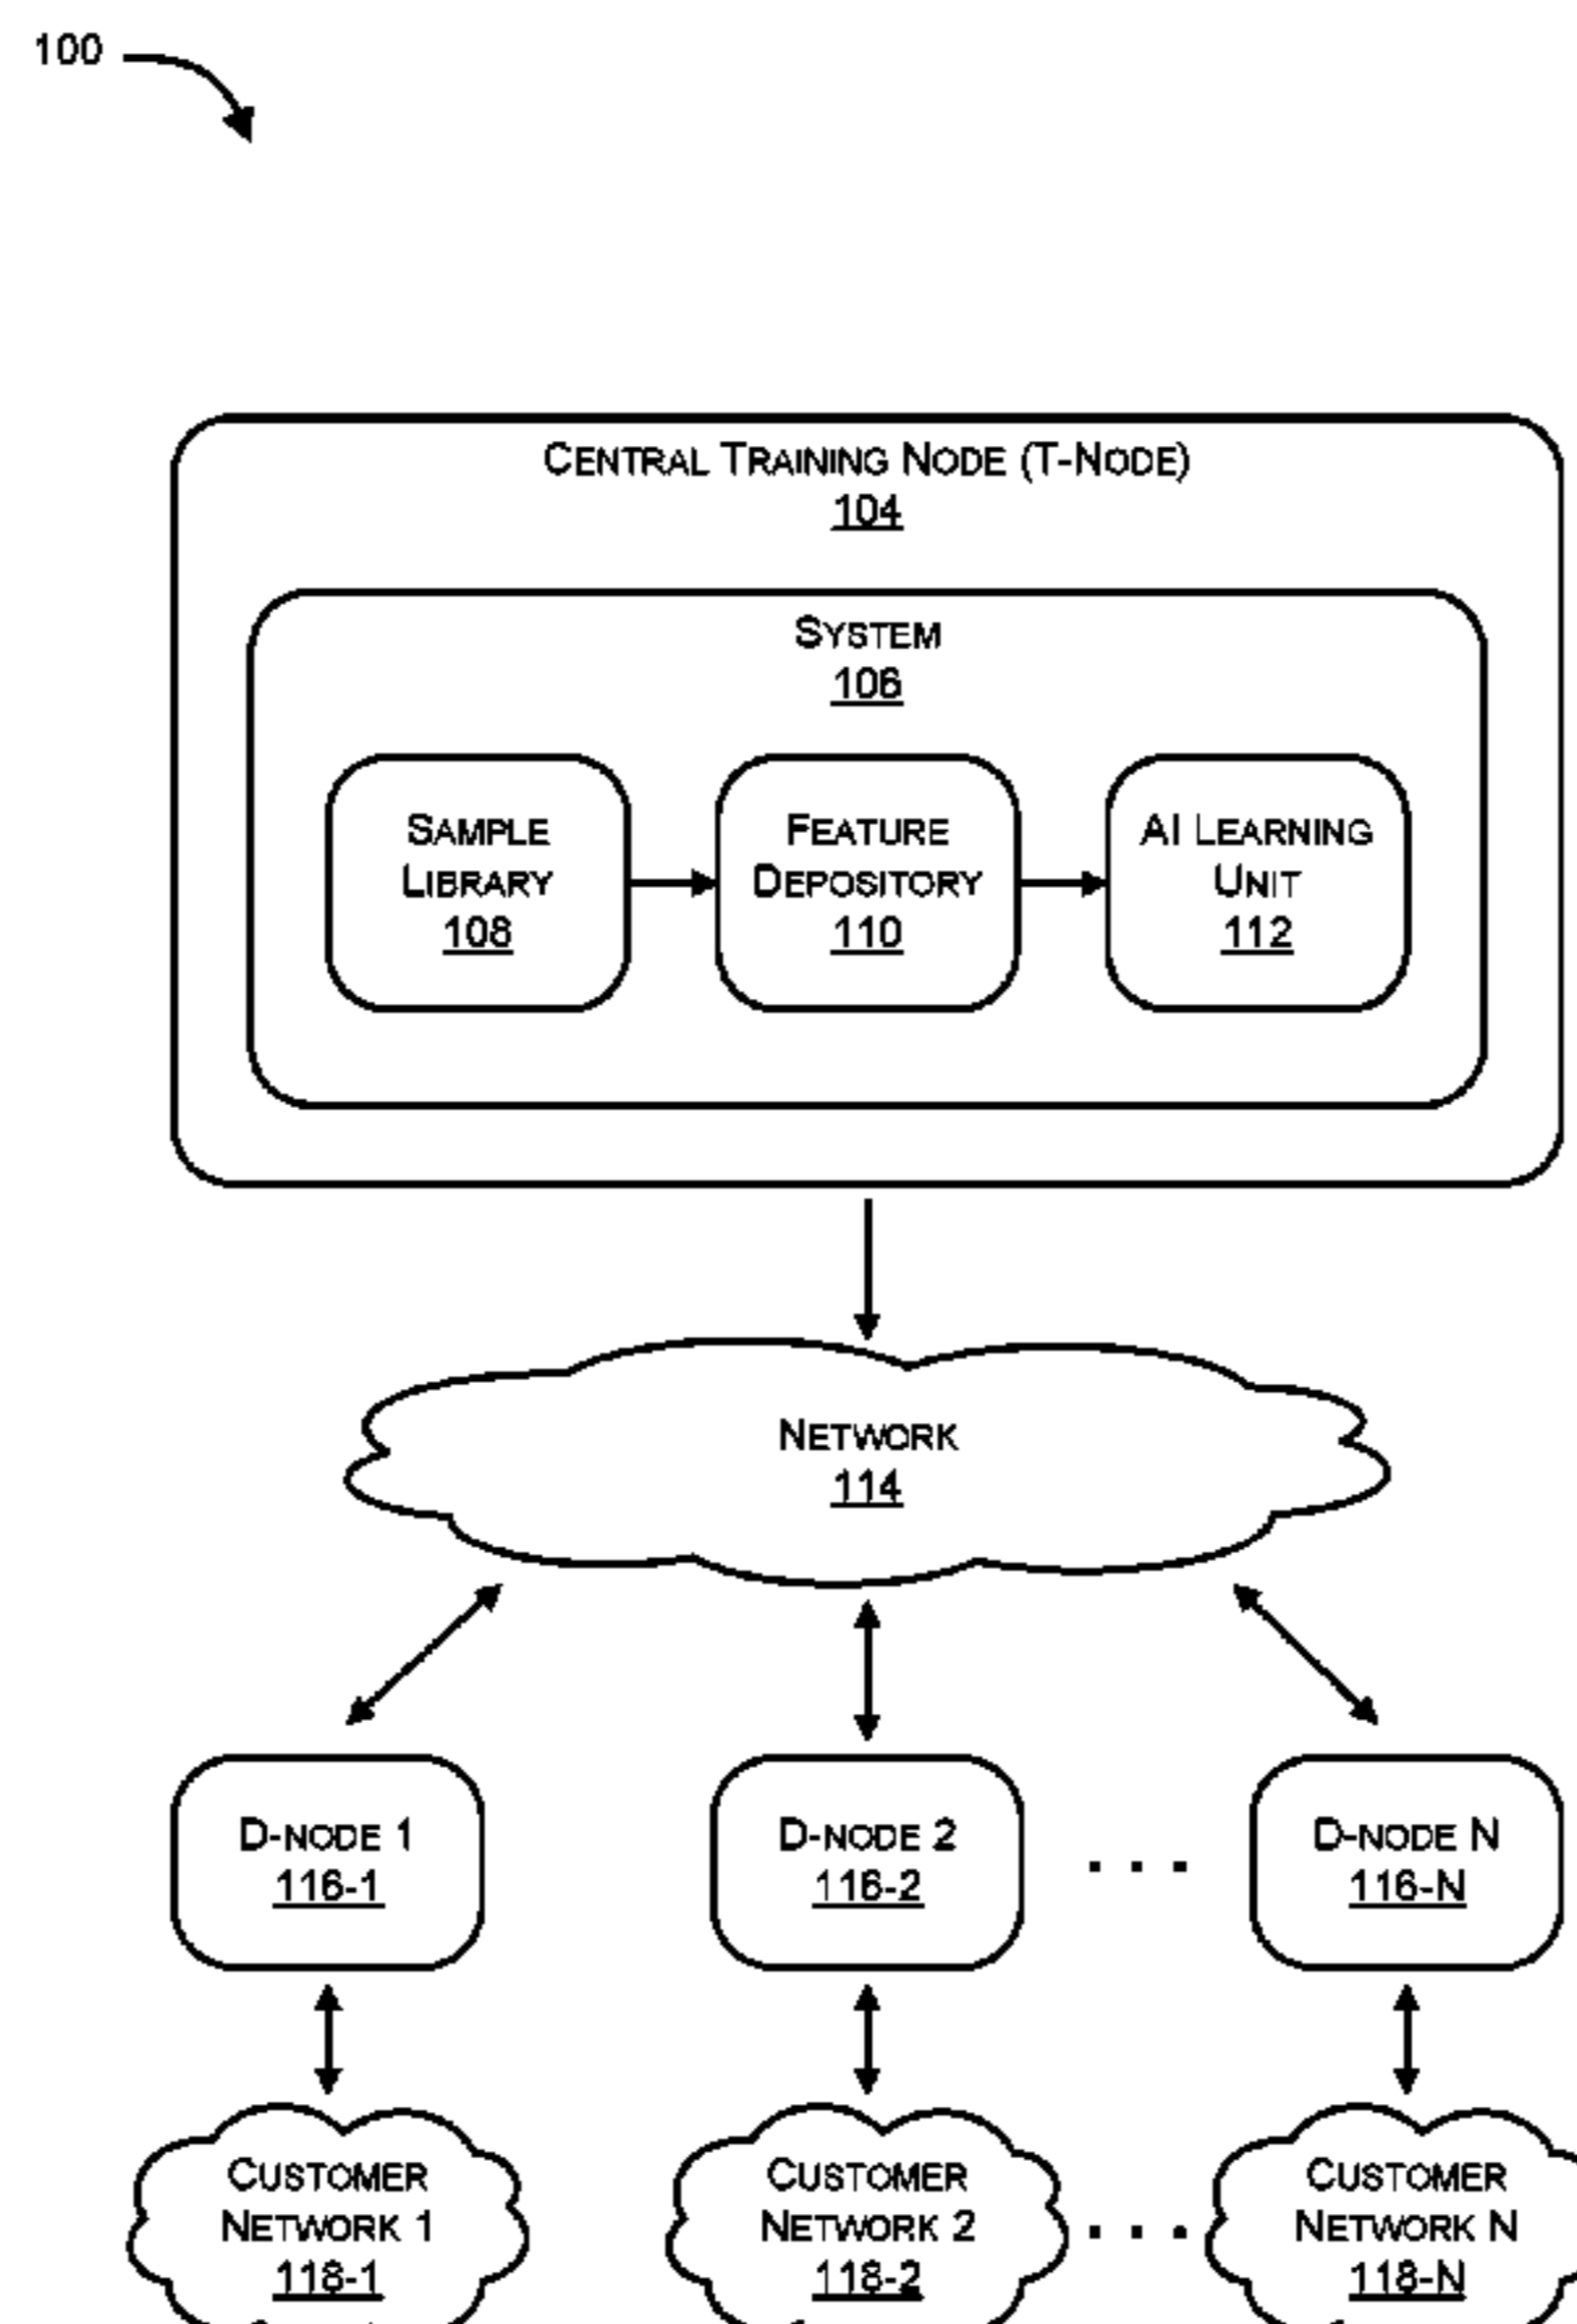 100
CENTRAL TRAINING NODE (T-NODE)
104
SYSTEM
106
SAMPLE
LIBRARY
108
FEATURE
DEPOSITORY
110
AI LEARNING
UNIT
112
NETWORK
114
D-NODE 1
116-1
D-NODE 2
116-2
. . .
D-NODE N
116-N
CUSTOMER
NETWORK 1
118-1
CUSTOMER
NETWORK 2
118-2
. . .
CUSTOMER
NETWORK N
118-N